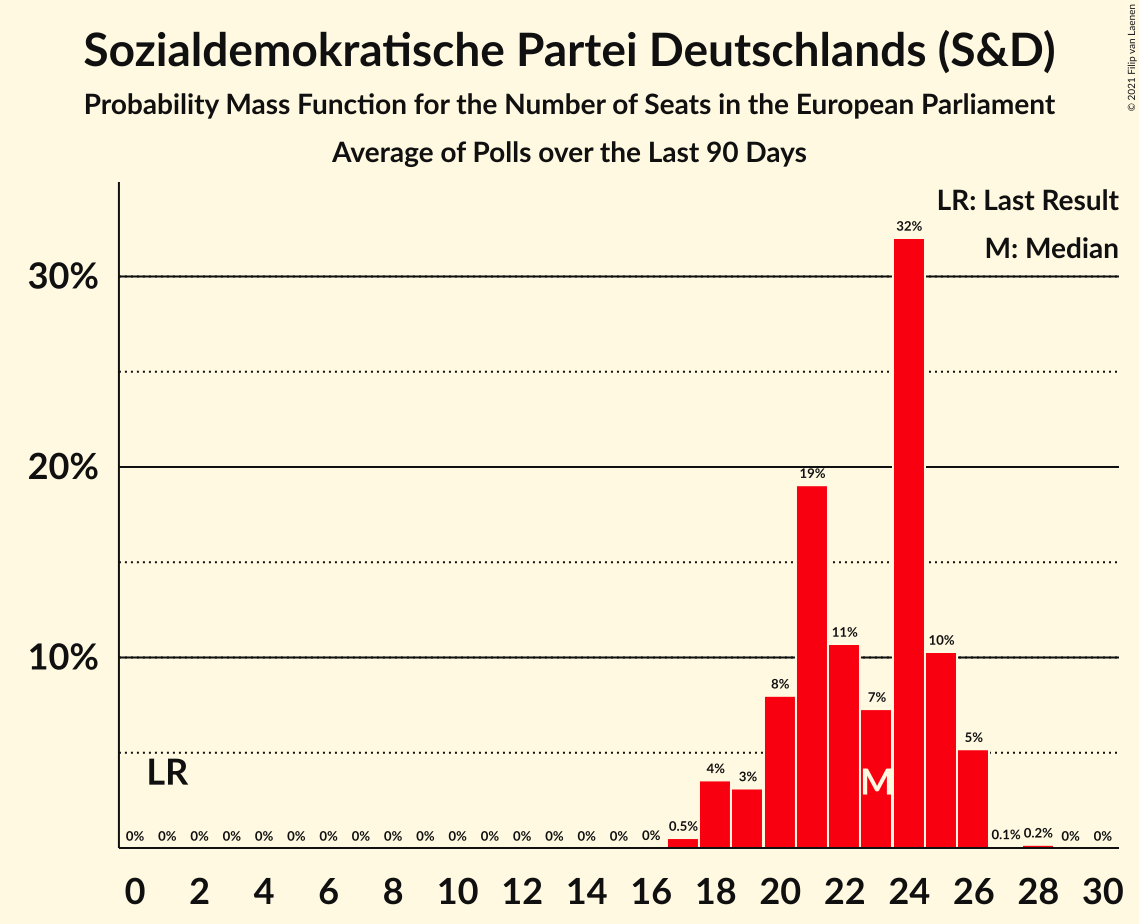 Sozialdemokratische Partei Deutschlands (S&D)
Probability Mass Function for the Number of Seats in the European Parliament
Average of Polls over the Last 90 Days
© 2021 Filip van Laenen
LR: Last Result
M: Median
30%
20%
10%
LR
M
0% 0% 0% 0% 0% 0% 0% 0% 0% 0% 0% 0% 0% 0% 0% 0% 0% 0.5% 4% 3% 8% 19% 11% 7% 32% 10% 5% 0.1% 0.2% 0% 0%
0 2 4 6 8 10 12 14 16 18 20 22 24 26 28 30